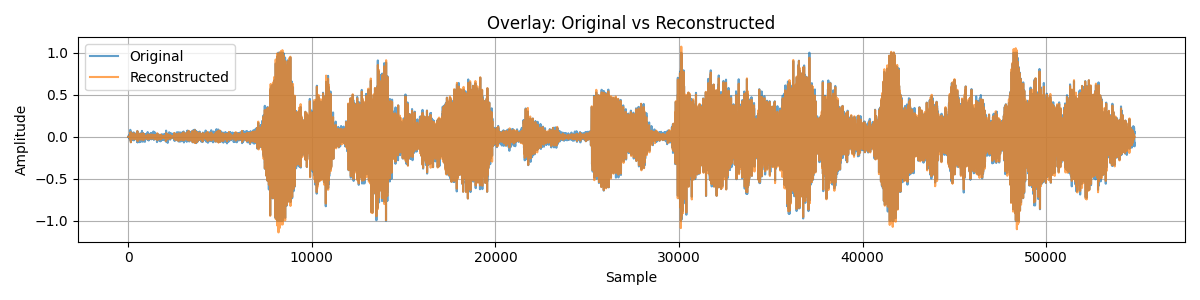 Overlay: Original vs Reconstructed
Original
Reconstructed
1.0
0.5
0.0
−0.5
−1.0
Amplitude
0 10000 20000 30000 40000 50000
Sample